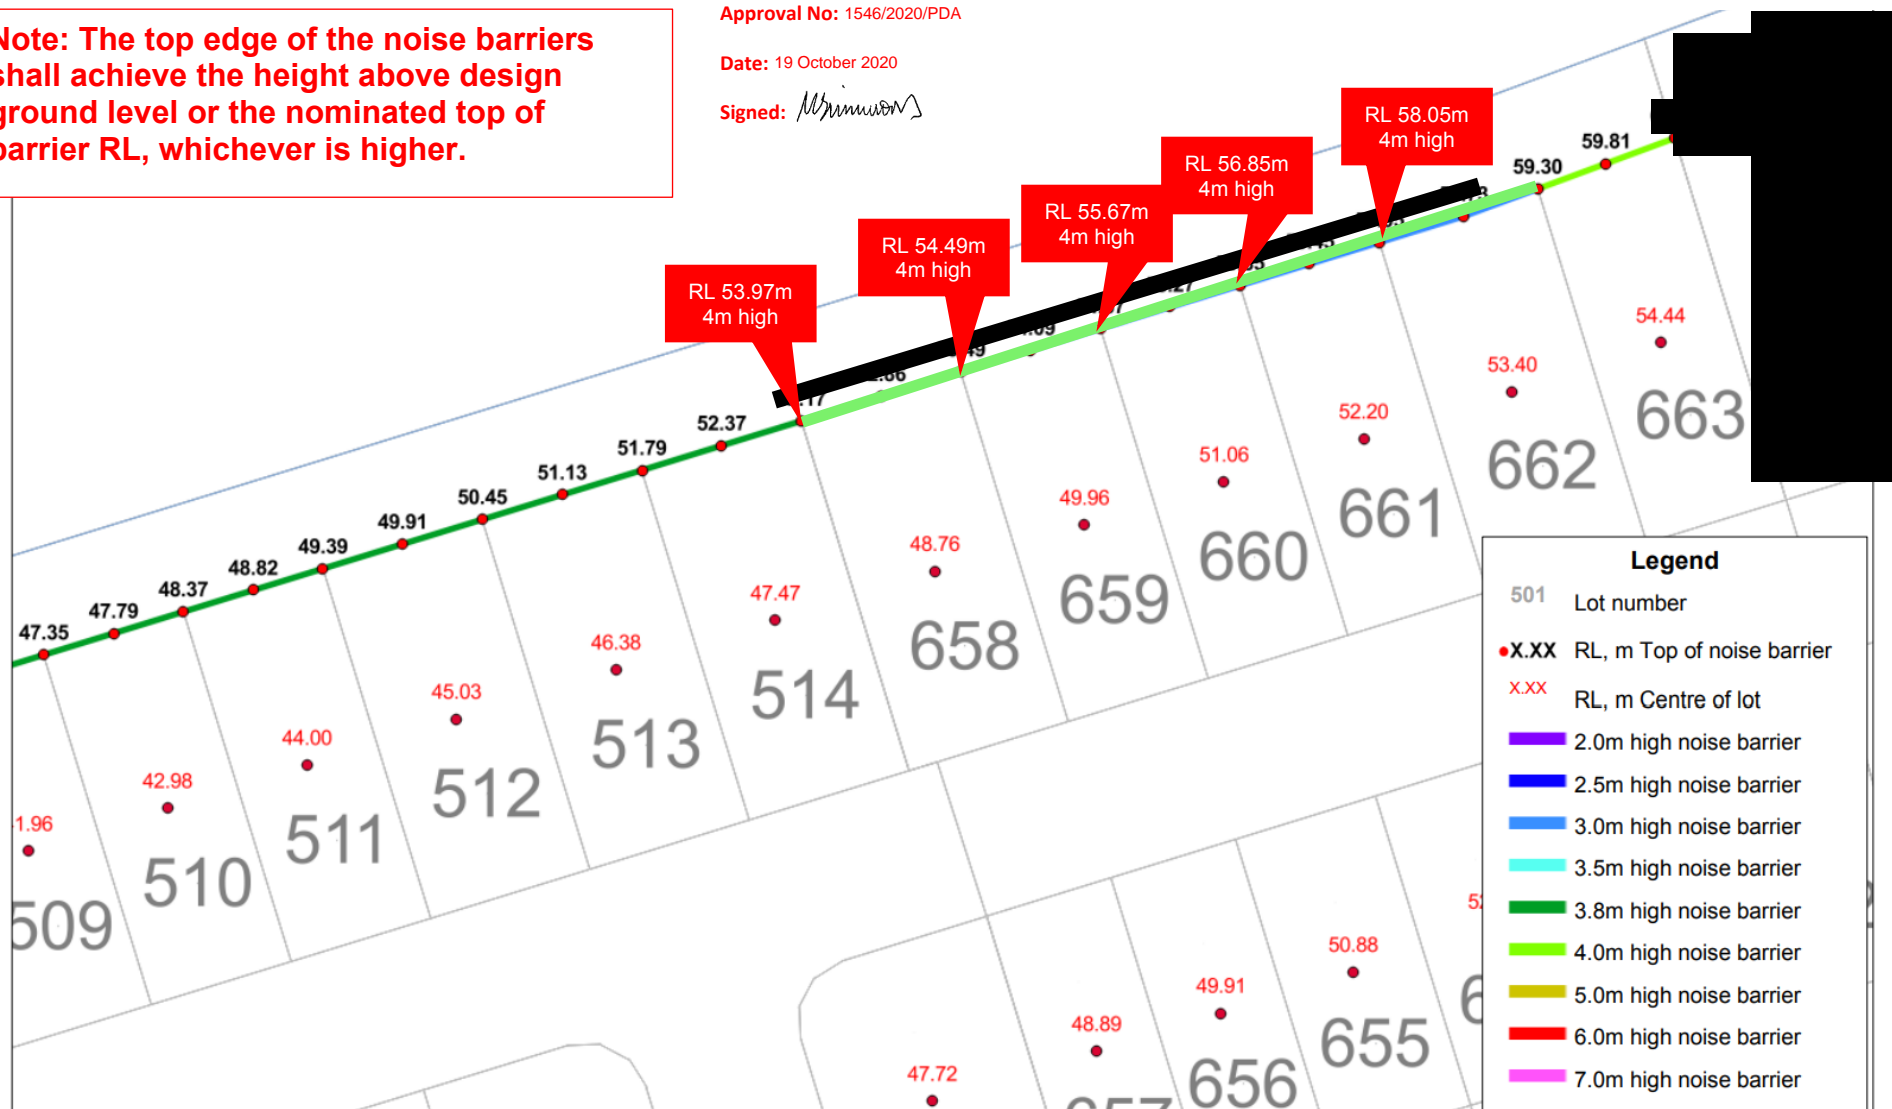 Note: The top edge of the noise barriers
shall achieve the height above design
ground level or the nominated top of
barrier RL, whichever is higher.
Approval No: 1546/2020/PDA
Date: 19 October 2020
Signed:
RL 58.05m
4m high
RL 56.85m
4m high
RL 55.67m
4m high
RL 54.49m
4m high
RL 53.97m
4m high
59.81
59.30
52.37
51.79
51.13
50.45
49.91
49.39
48.82
48.37
47.79
47.35
54.44
663
53.40
662
52.20
661
51.06
660
49.96
659
48.76
658
47.47
514
46.38
513
45.03
512
44.00
511
42.98
510
509
50.88
655
49.91
656
48.89
657
47.72
Legend
501 Lot number
X.XX RL, m Top of noise barrier
X.XX RL, m Centre of lot
2.0m high noise barrier
2.5m high noise barrier
3.0m high noise barrier
3.5m high noise barrier
3.8m high noise barrier
4.0m high noise barrier
5.0m high noise barrier
6.0m high noise barrier
7.0m high noise barrier